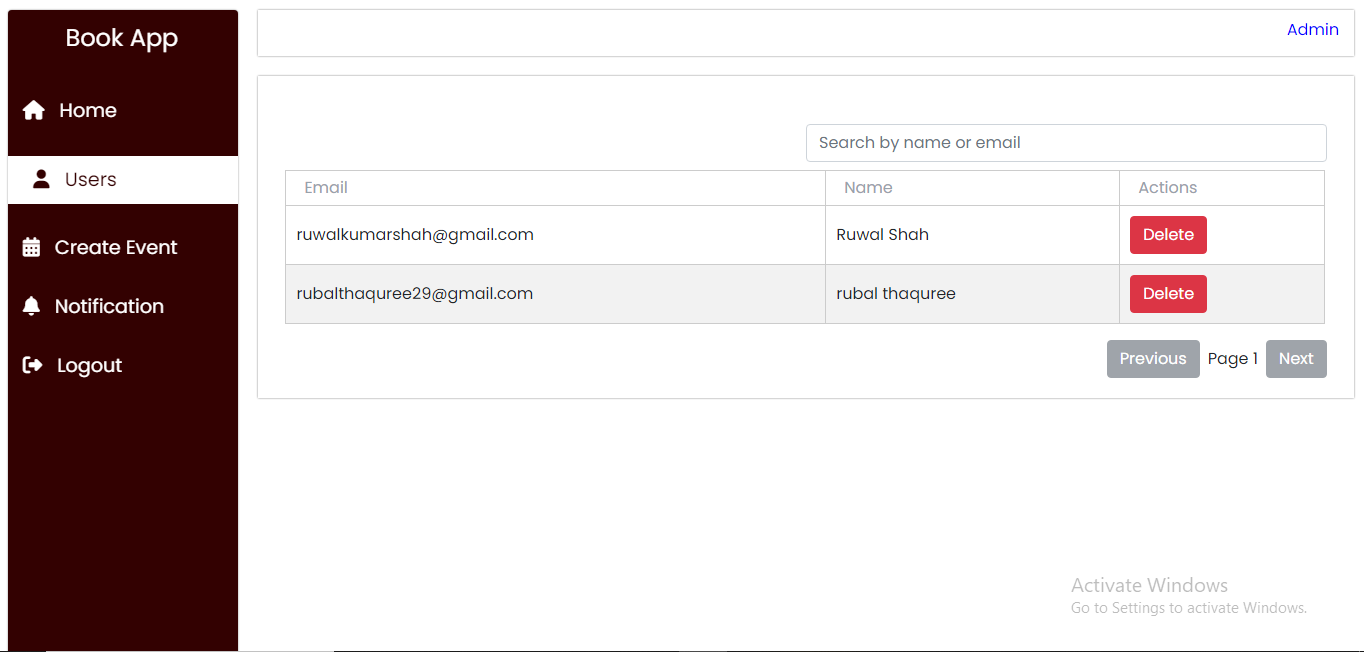 Book App
Admin
Home
Users
Create Event
Notification
Logout
Search by name or email
Email Name Actions
ruwalkumarshah@gmail.com Ruwal Shah Delete
rubalthaquree29@gmail.com rubal thaquree Delete
Previous Page 1 Next
Activate Windows
Go to Settings to activate Windows.